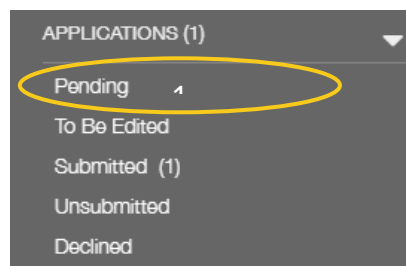 APPLICATIONS (1)
Pending
To Be Edited
Submitted (1)
Unsubmitted
Declined